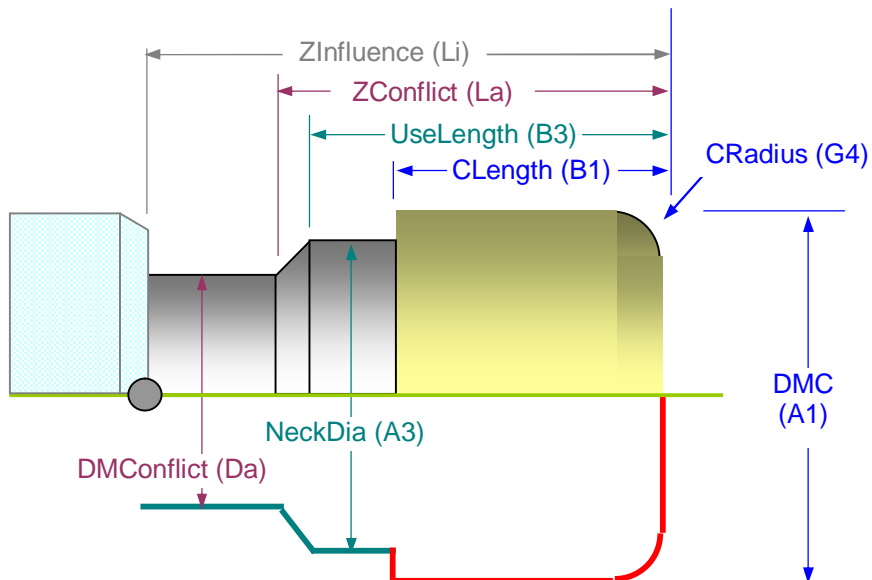 ZInfluence (Li)
ZConflict (La)
UseLength (B3)
CLength (B1)
CRadius (G4)
DMC
(A1)
NeckDia (A3)
DMConflict (Da)